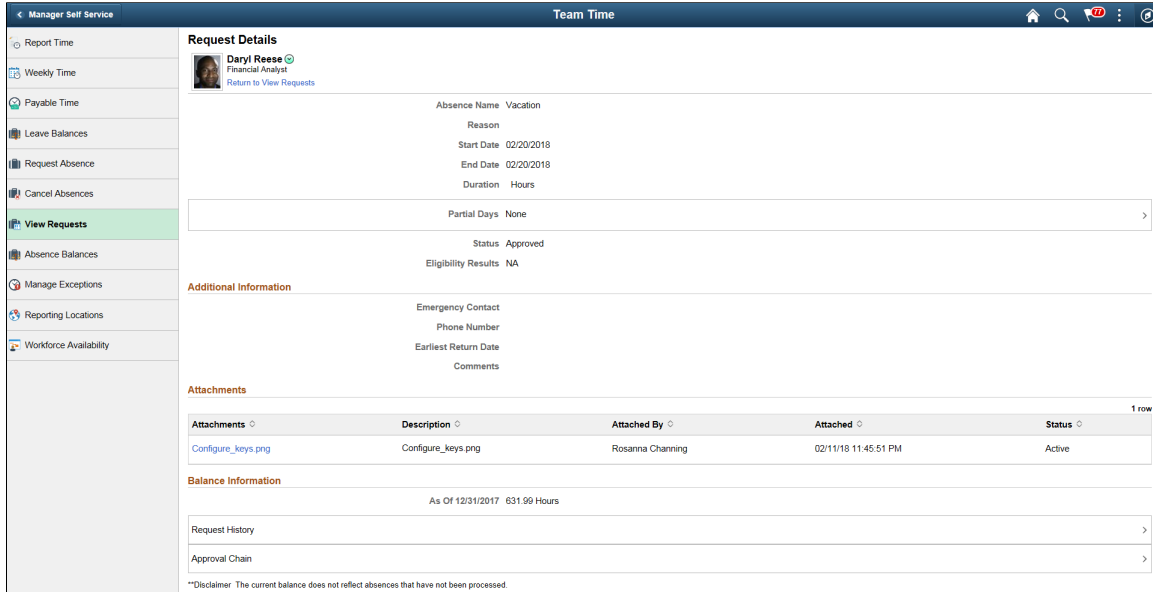 Manager Self Service
Team Time
77
Report Time
Weekly Time
Payable Time
Leave Balances
Request Absence
Cancel Absences
View Requests
Absence Balances
Manage Exceptions
Reporting Locations
Workforce Availability
Request Details
Daryl Reese
Financial Analyst
Return to View Requests
Absence Name Vacation
Reason
Start Date 02/20/2018
End Date 02/20/2018
Duration Hours
Partial Days None
Status Approved
Eligibility Results NA
Additional Information
Emergency Contact
Phone Number
Earliest Return Date
Comments
Attachments
1 row
Attachments Description Attached By Attached Status
Configure_keys.png Configure_keys.png Rosanna Channing 02/11/18 11:45:51 PM Active
Balance Information
As Of 12/31/2017 631.99 Hours
Request History
Approval Chain
**Disclaimer The current balance does not reflect absences that have not been processed.